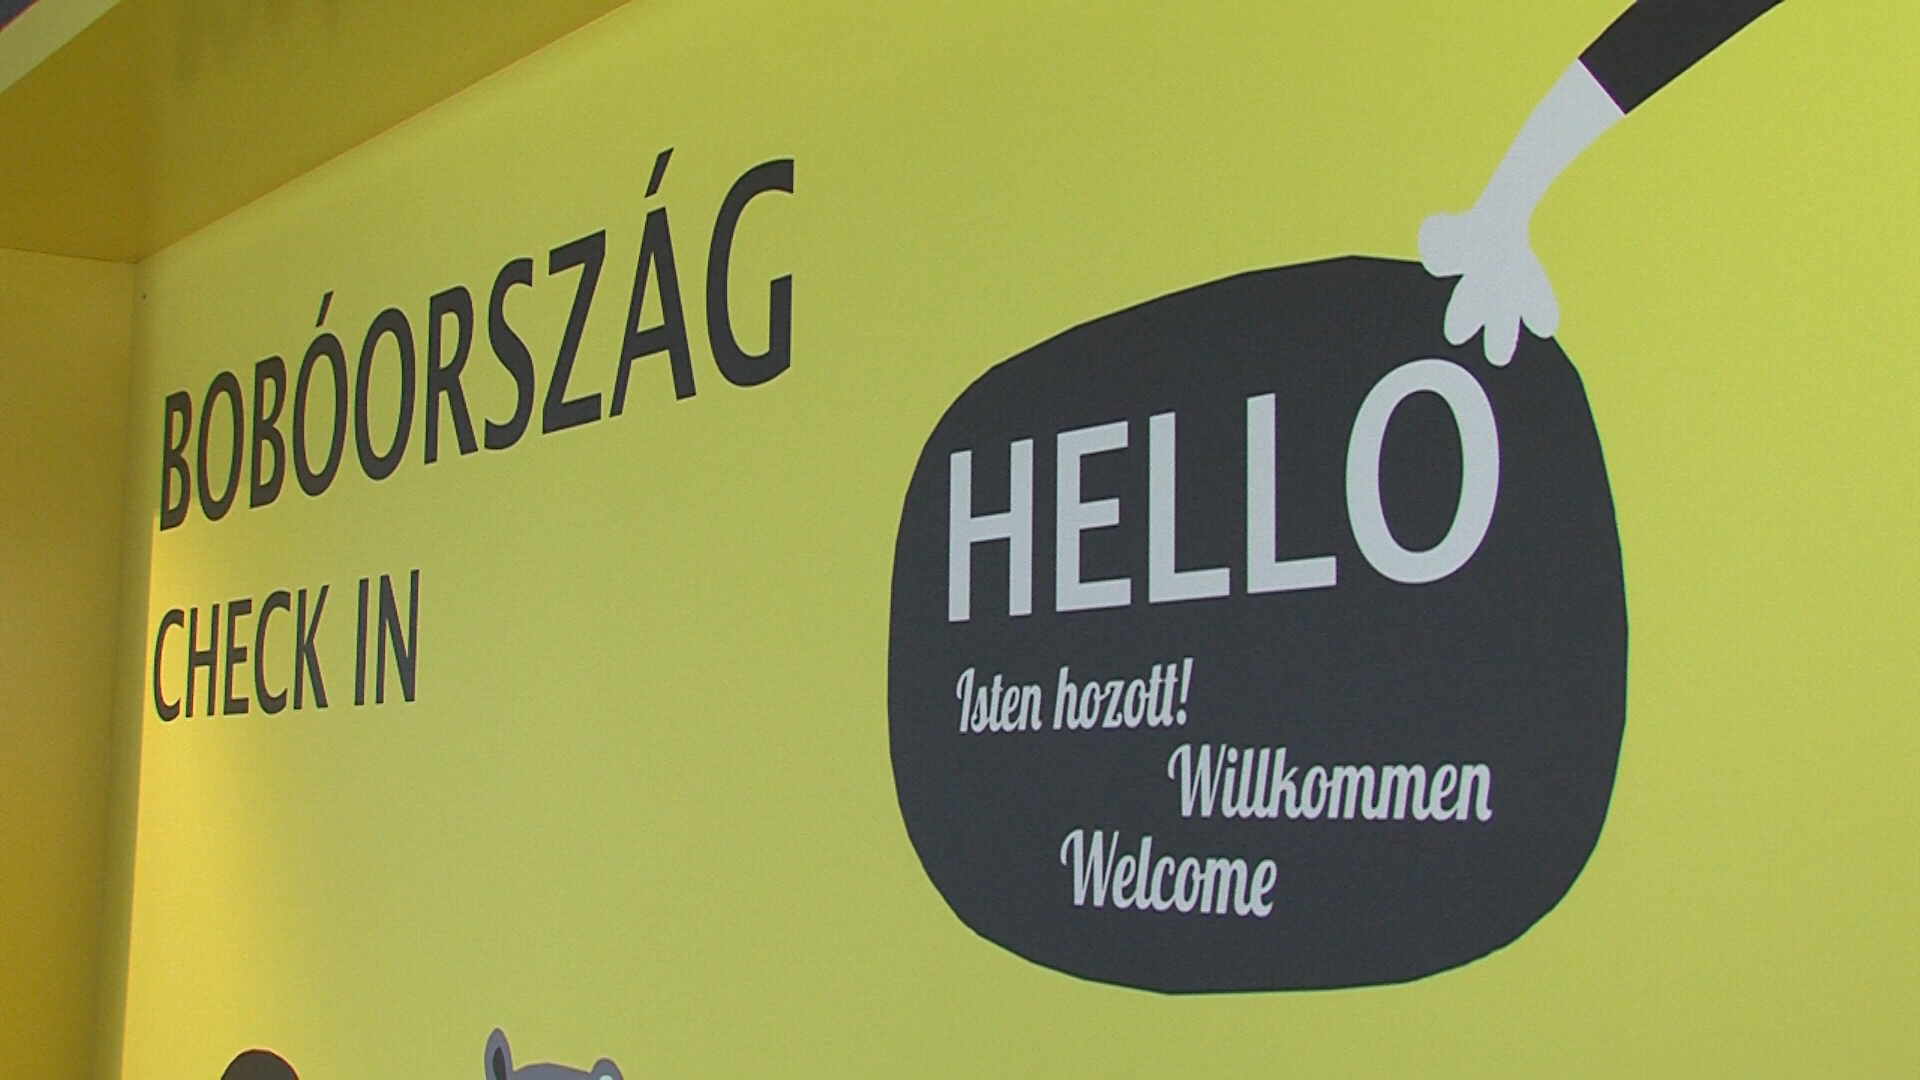 BOBÓORSZÁG
CHECK IN
HELLO
Isten hozott!
Willkommen
Welcome